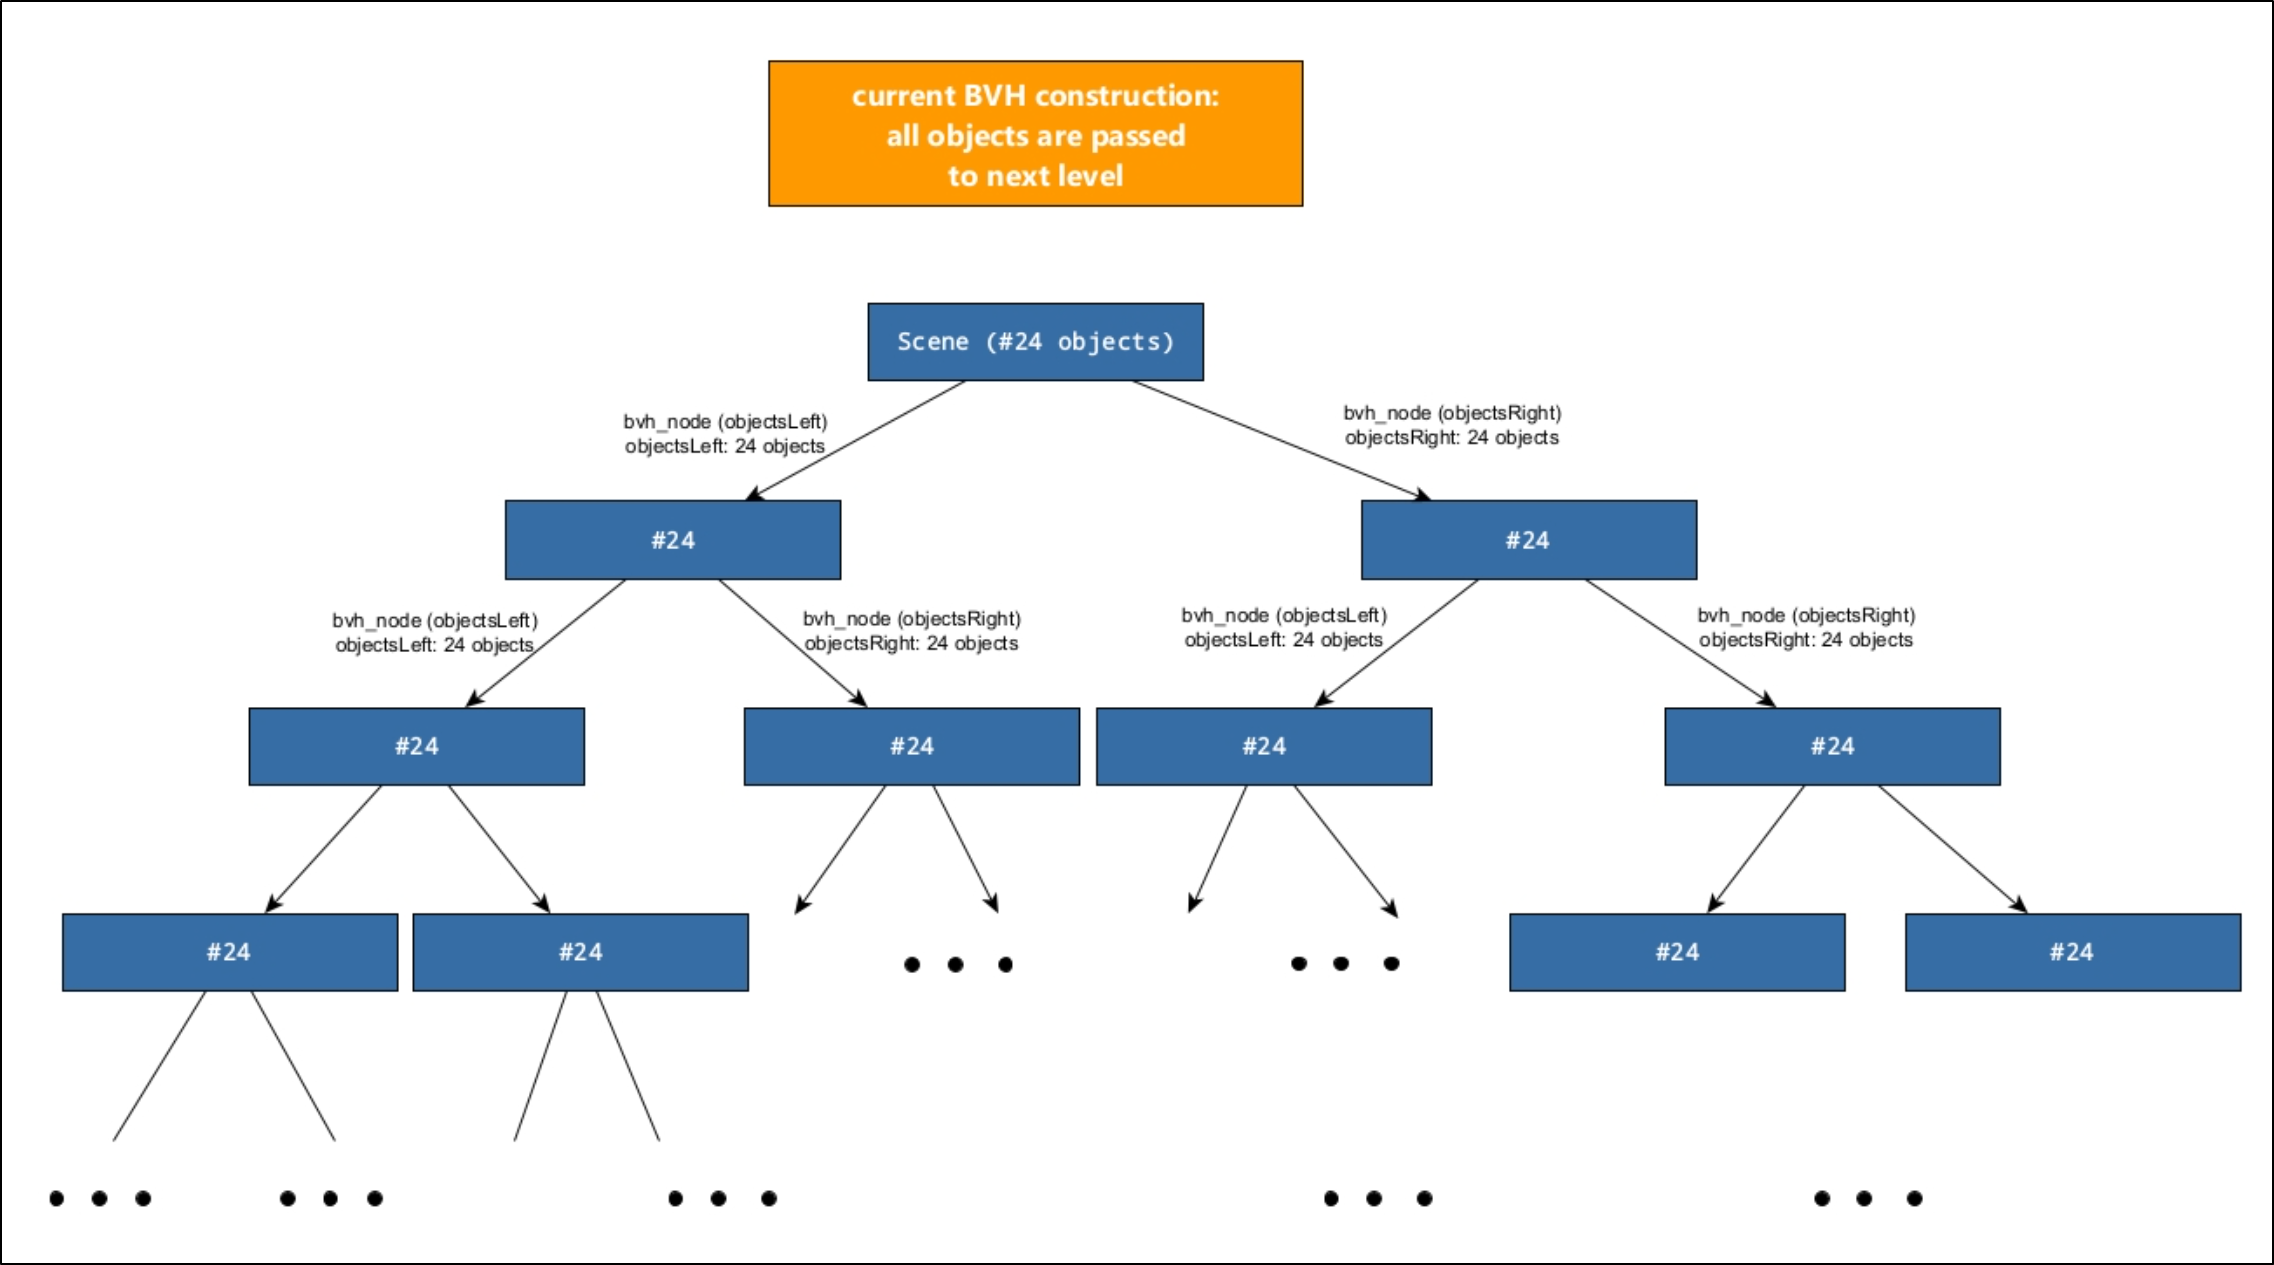 current BVH construction:
all objects are passed
to next level
Scene (#24 objects)
bvh_node (objectsLeft)
objectsLeft: 24 objects
bvh_node (objectsRight)
objectsRight: 24 objects
#24
#24
bvh_node (objectsLeft)
objectsLeft: 24 objects
bvh_node (objectsRight)
objectsRight: 24 objects
bvh_node (objectsLeft)
objectsLeft: 24 objects
bvh_node (objectsRight)
objectsRight: 24 objects
#24
#24
#24
#24
#24
#24
#24
#24